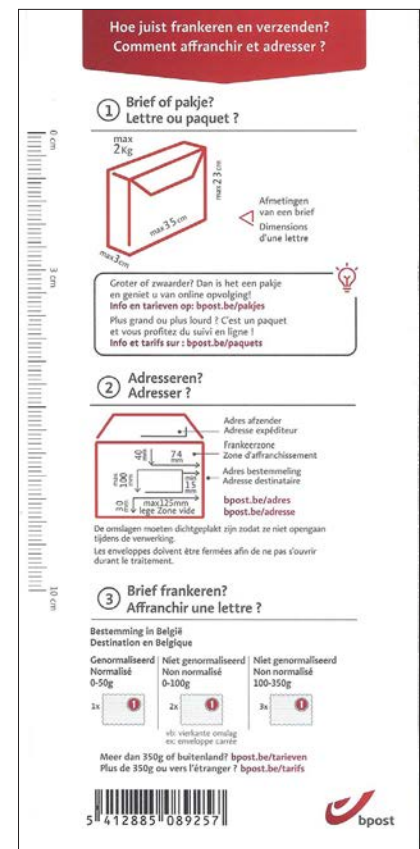 Hoe juist frankeren en verzenden?
Comment affranchir et adresser ?
1 Brief of pakje?
Lettre ou paquet ?
max
2Kg
max 23cm
max 35cm
max 3cm
Afmetingen
van een brief
Dimensions
d'une lettre
0 cm
3 cm
10 cm
Groter of zwaarder? Dan is het een pakje
en geniet u van online opvolging!
Info en tarieven op: bpost.be/pakjes
Plus grand ou plus lourd ? C'est un paquet
et vous profitez du suivi en ligne !
Info et tarifs sur : bpost.be/paquets
2 Adresseren?
Adresser ?
Adres afzender
Adresse expéditeur
Frankeerzone
Zone d'affranchissement
Adres bestemmeling
Adresse destinataire
40 mm
74 mm
max 100 mm
min 15 mm
30 mm
max125mm
lege Zone vide
bpost.be/adres
bpost.be/adresse
De omslagen moeten dichtgeplakt zijn zodat ze niet opengaan
tijdens de verwerking.
Les enveloppes doivent être fermées afin de ne pas s'ouvrir
durant le traitement.
3 Brief frankeren?
Affranchir une lettre ?
Bestemming in België
Destination en Belgique
Genormaliseerd
Normalisé
0-50g
1x 1
Niet genormaliseerd
Non normalisé
0-100g
2x 1
vb: vierkante omslag
ex: enveloppe carrée
Niet genormaliseerd
Non normalisé
100-350g
3x 1
Meer dan 350g of buitenland? bpost.be/tarieven
Plus de 350g ou vers l'étranger ? bpost.be/tarifs
5 412885 089257
bpost